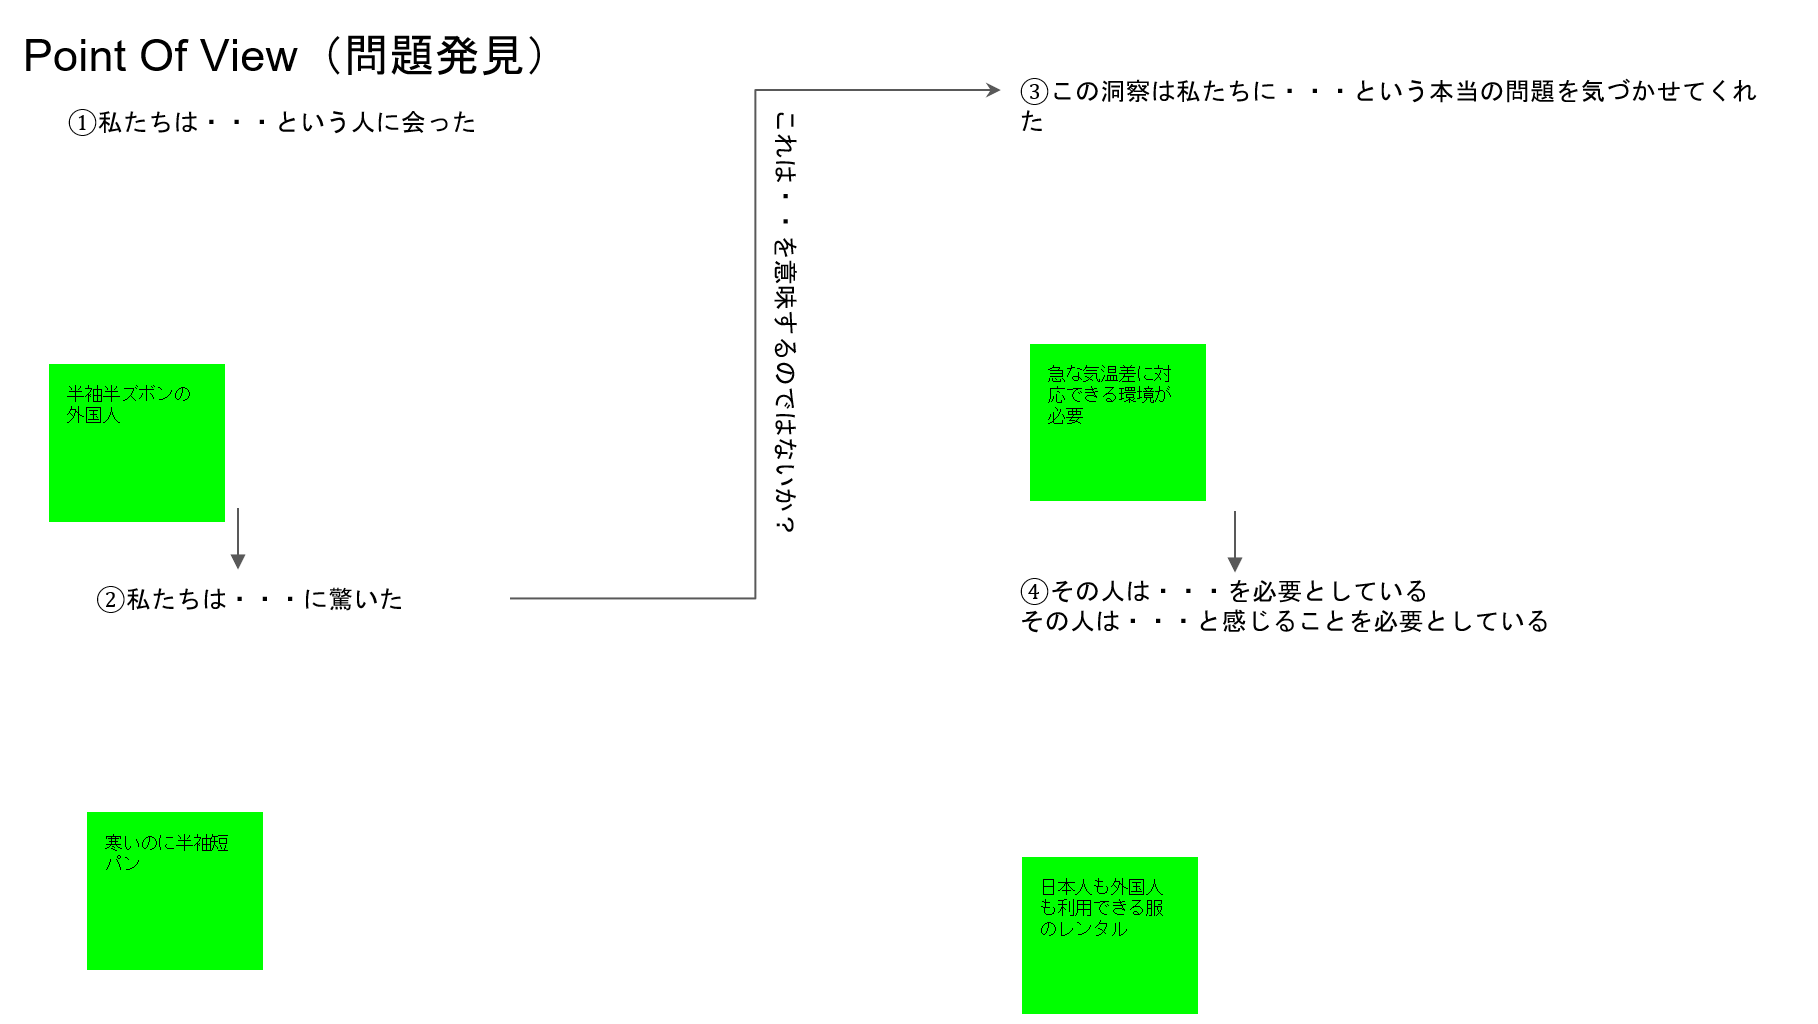 Point Of View（問題発見）
①私たちは・・・という人に会った
半袖半ズボンの
外国人
②私たちは・・・に驚いた
寒いのに半袖短
パン
これは・・を意味するのではないか？
③この洞察は私たちに・・・という本当の問題を気づかせてくれ
た
急な気温差に対
応できる環境が
必要
④その人は・・・を必要としている
その人は・・・と感じることを必要としている
日本人も外国人
も利用できる服
のレンタル